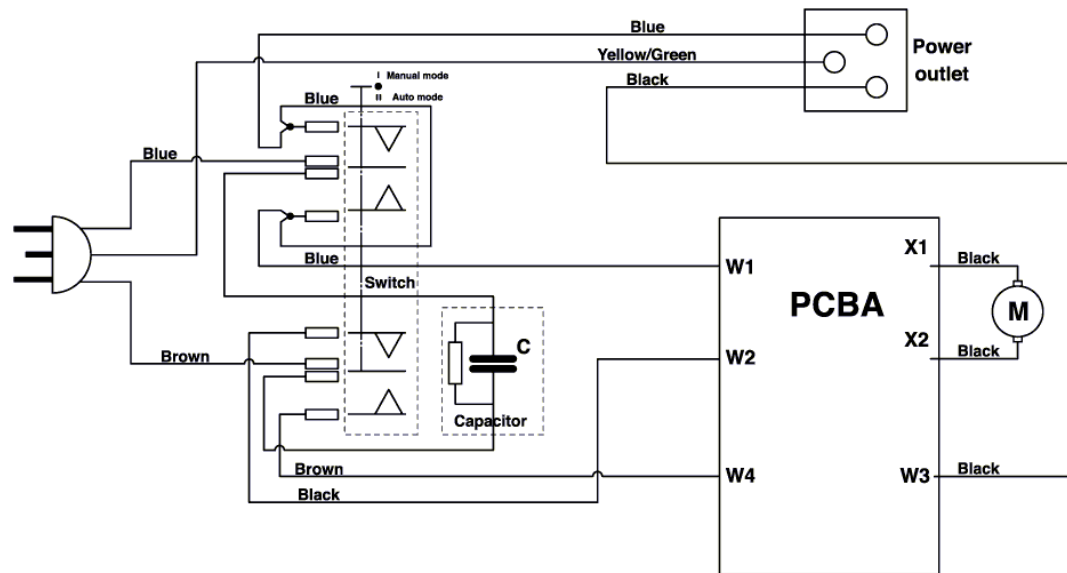 Blue
Yellow/Green
Black
Power
outlet
I Manual mode
II Auto mode
Blue
Blue
Blue
Switch
Brown
C
Capacitor
Brown
Black
PCBA
W1
W2
W4
X1
X2
W3
Black
M
Black
Black